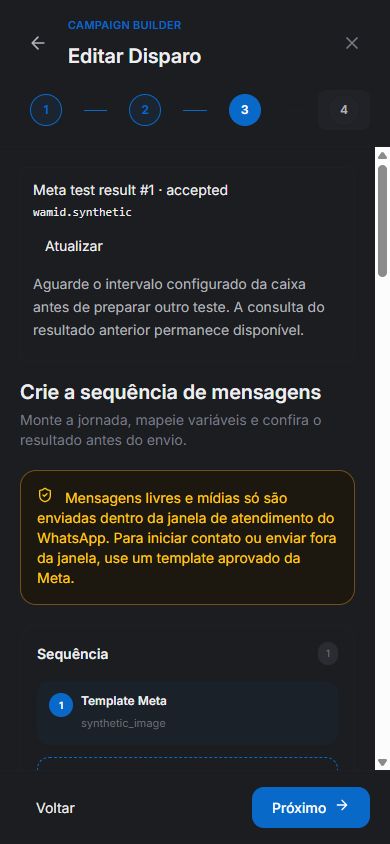 CAMPAIGN BUILDER
Editar Disparo
1
2
3
4
Meta test result #1 · accepted
wamid.synthetic
Atualizar
Aguarde o intervalo configurado da caixa
antes de preparar outro teste. A consulta do
resultado anterior permanece disponível.
Crie a sequência de mensagens
Monte a jornada, mapeie variáveis e confira o
resultado antes do envio.
Mensagens livres e mídias só são
enviadas dentro da janela de atendimento do
WhatsApp. Para iniciar contato ou enviar fora
da janela, use um template aprovado da
Meta.
Sequência
1
1
Template Meta
synthetic_image
Voltar
Próximo